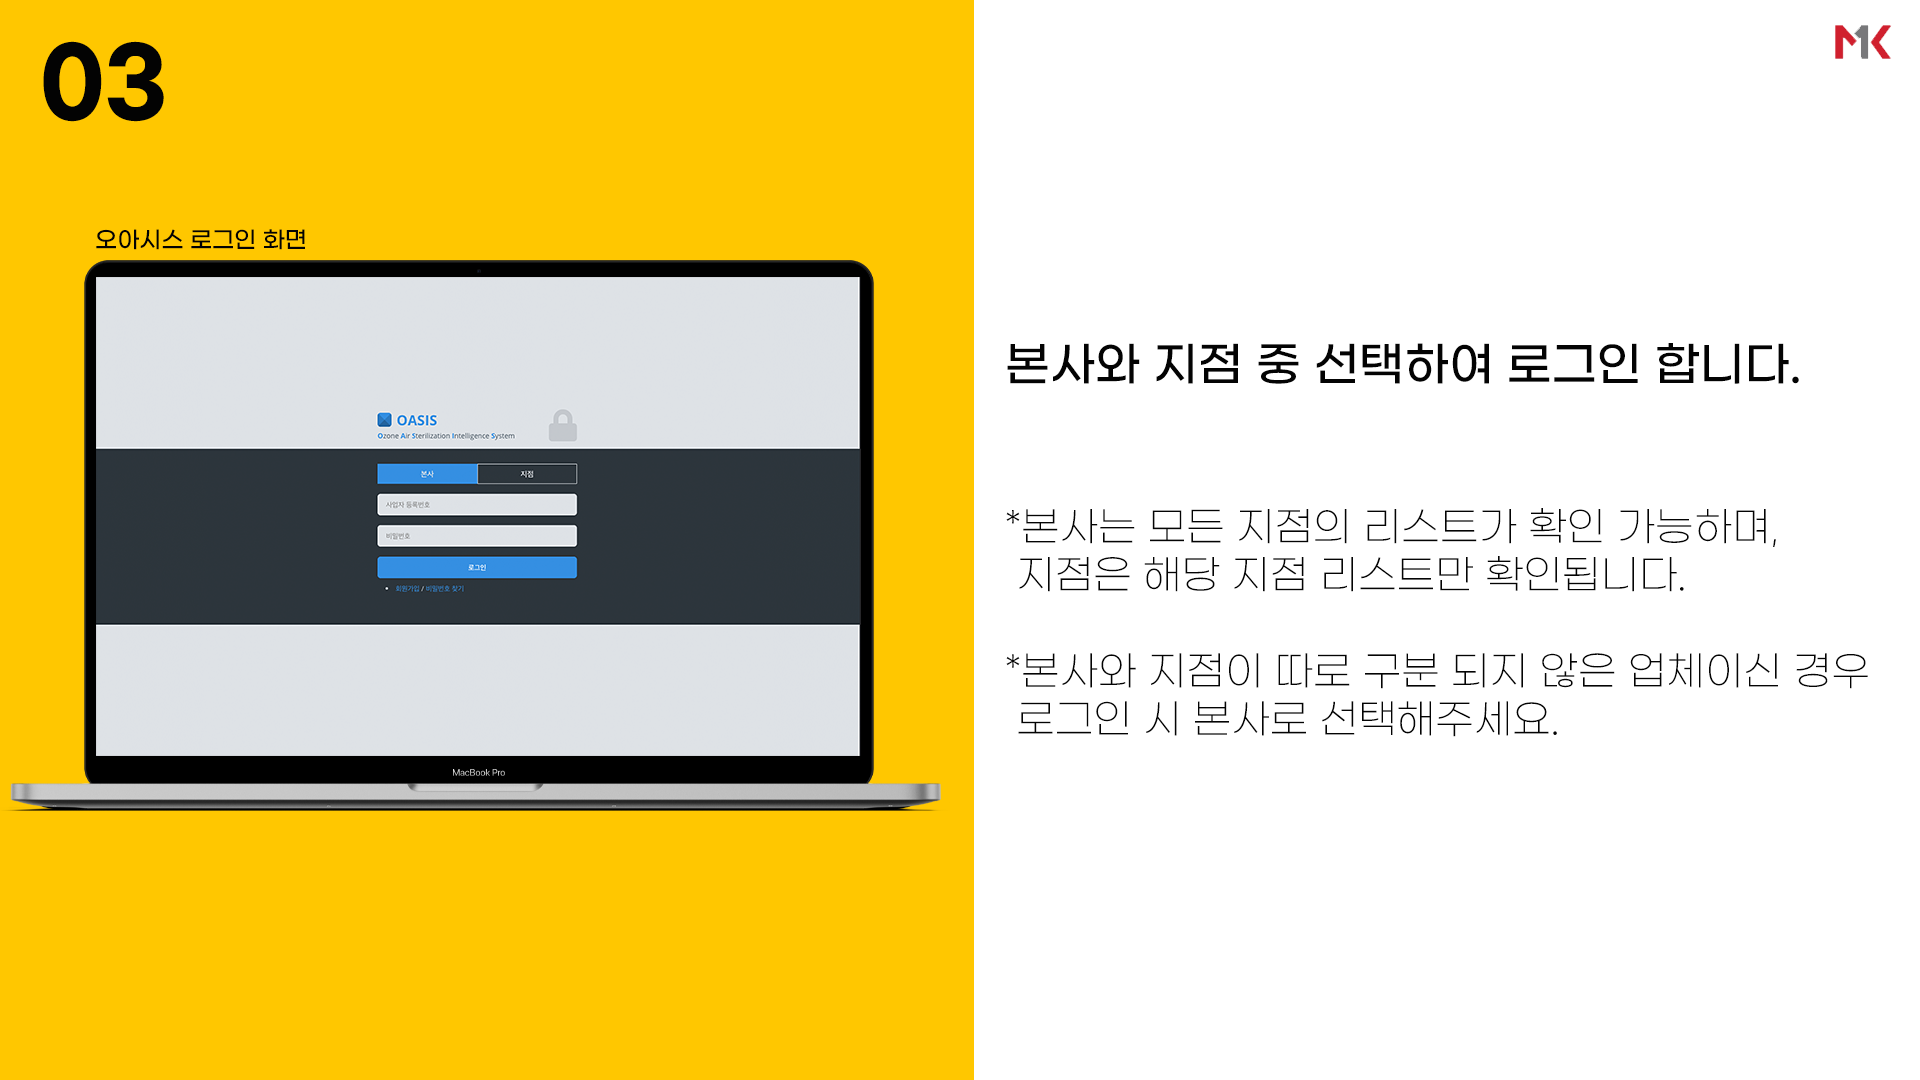 03
MK
오아시스 로그인 화면
OASIS
Ozone Air Sterilization Intelligence System
본사
지점
사업자 등록번호
비밀번호
로그인
회원가입 / 비밀번호 찾기
MacBook Pro
본사와 지점 중 선택하여 로그인 합니다.
*본사는 모든 지점의 리스트가 확인 가능하며,
지점은 해당 지점 리스트만 확인됩니다.
*본사와 지점이 따로 구분 되지 않은 업체이신 경우
로그인 시 본사로 선택해주세요.